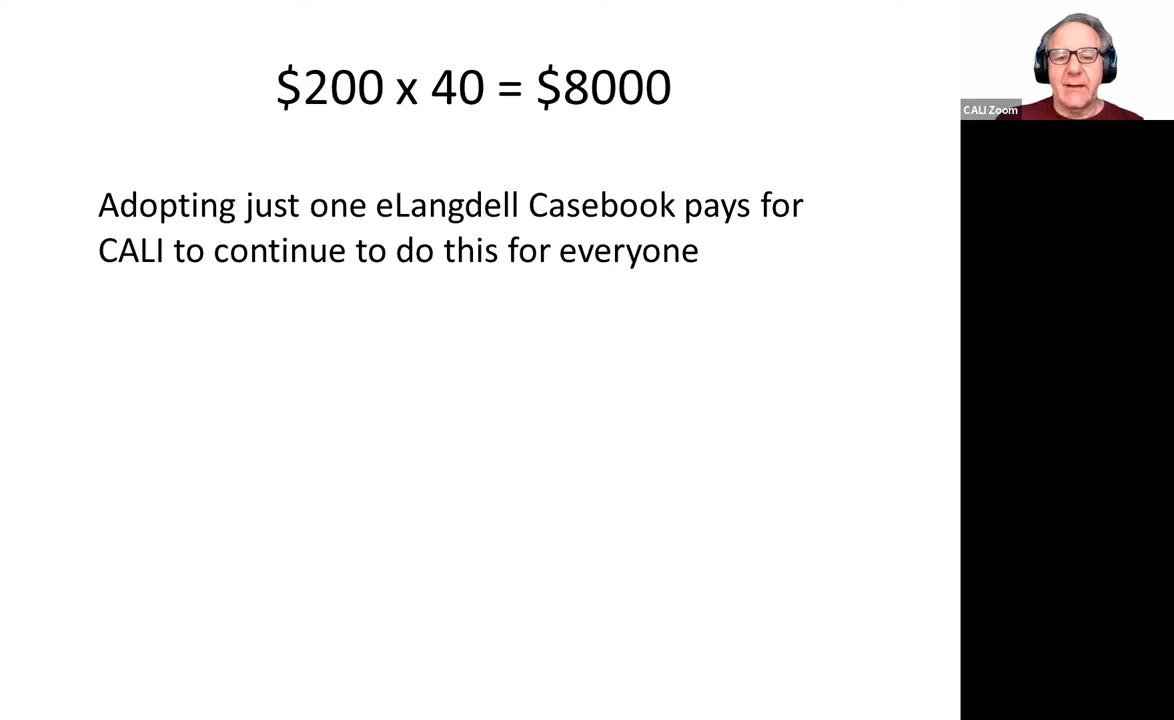 $200 x 40 = $8000
Adopting just one eLangdell Casebook pays for
CALI to continue to do this for everyone
CALI Zoom